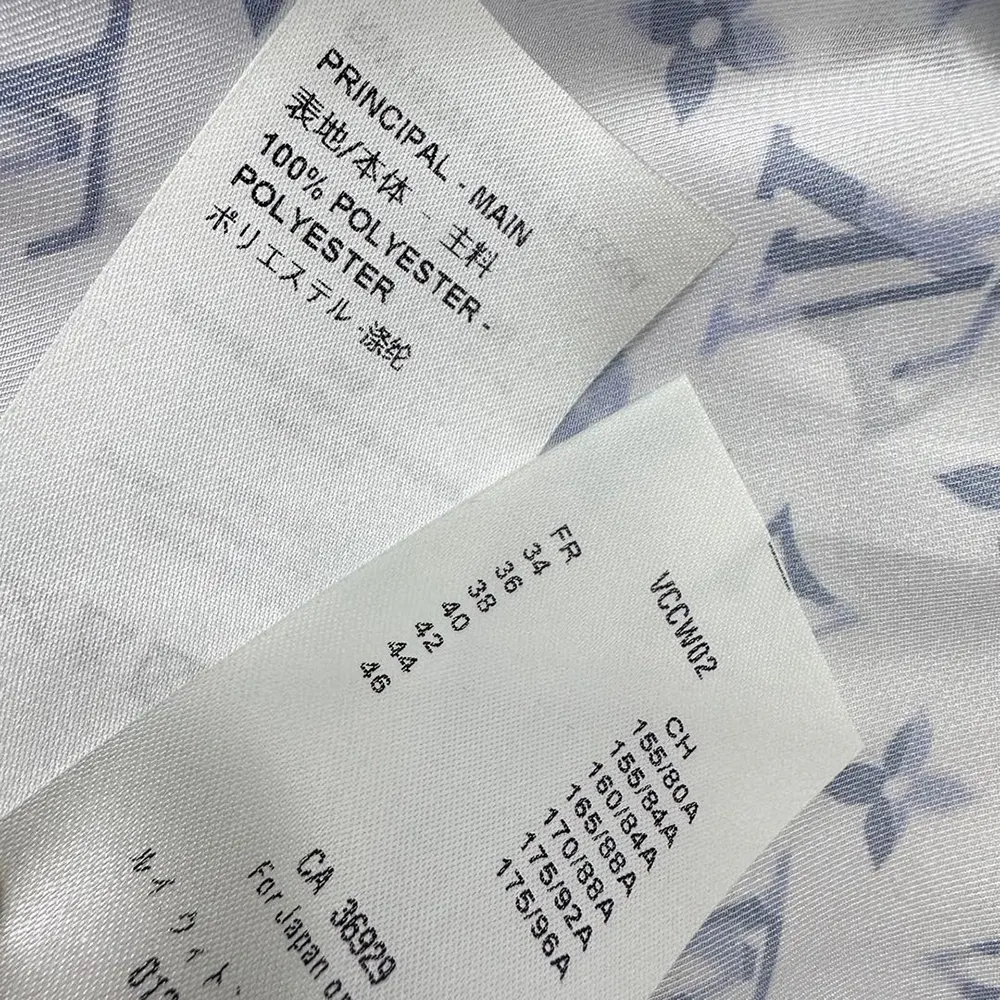 PRINCIPAL - MAIN
表地/本体 - 主料
100% POLYESTER -
POLYESTER
ポリエステル -涤纶
VCCW02
FR
34
36
38
40
42
44
46
CH
155/80A
155/84A
160/84A
165/88A
170/88A
175/92A
175/96A
CA 36929
For Japan
ルイ